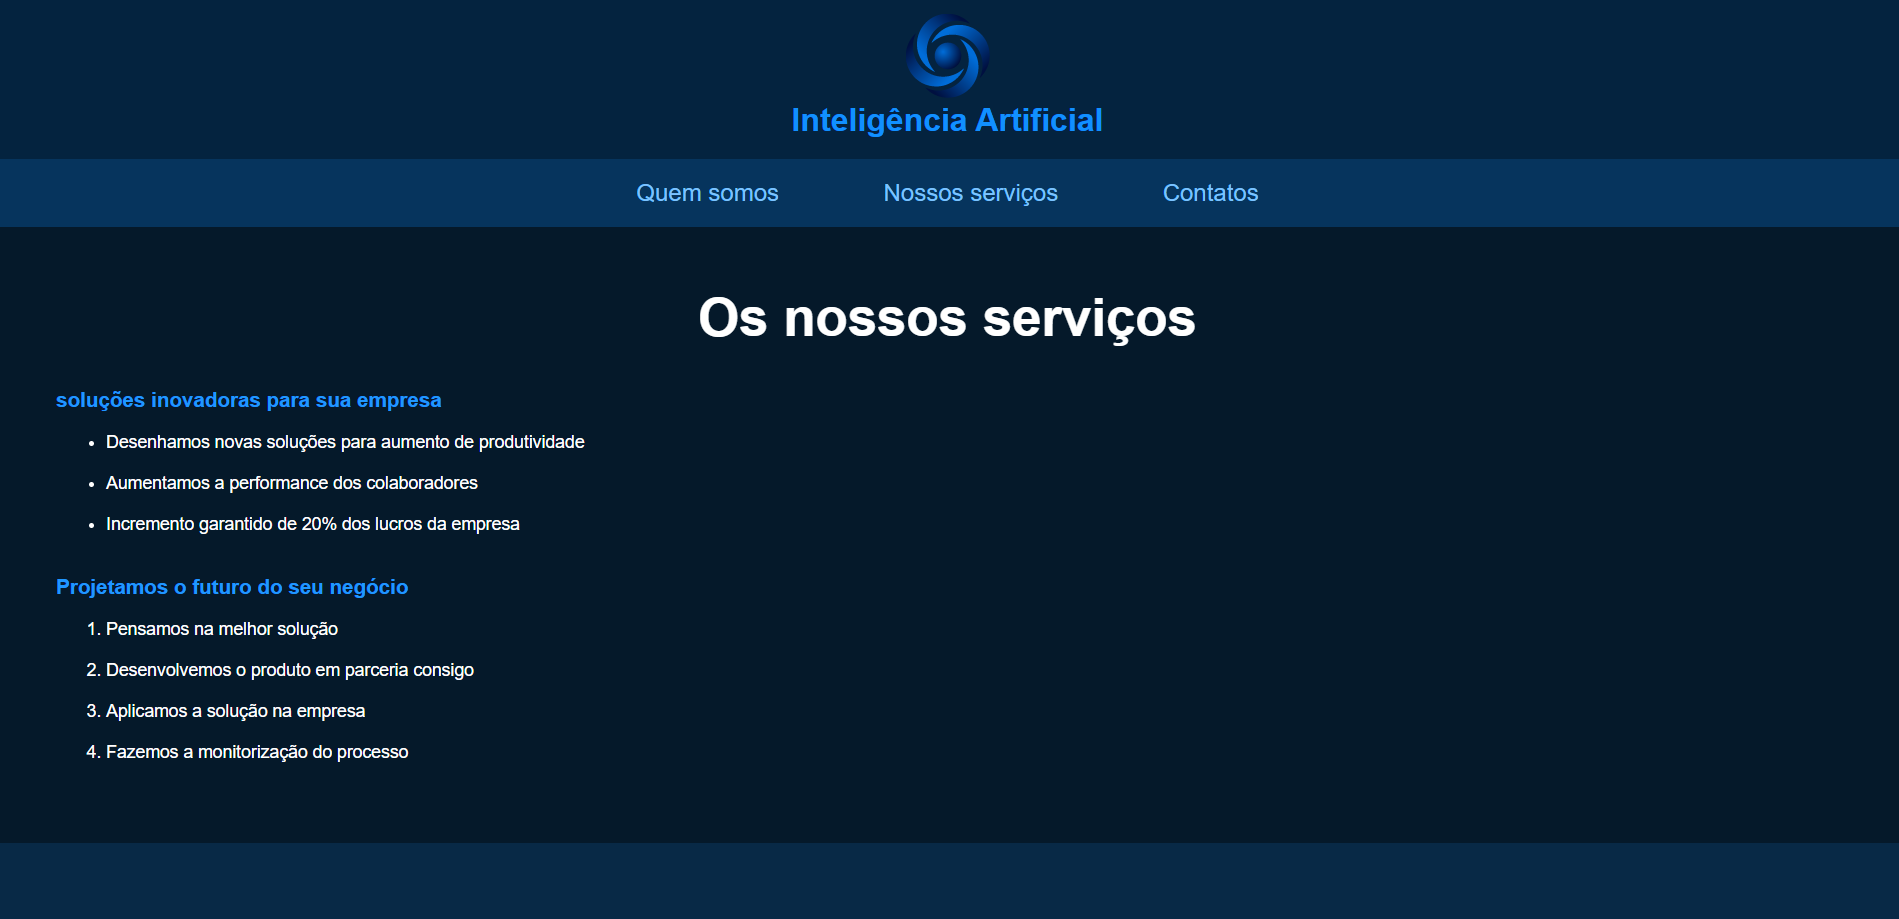 Inteligência Artificial
Quem somos Nossos serviços Contatos
Os nossos serviços
soluções inovadoras para sua empresa
• Desenhamos novas soluções para aumento de produtividade
• Aumentamos a performance dos colaboradores
• Incremento garantido de 20% dos lucros da empresa
Projetamos o futuro do seu negócio
1. Pensamos na melhor solução
2. Desenvolvemos o produto em parceria consigo
3. Aplicamos a solução na empresa
4. Fazemos a monitorização do processo